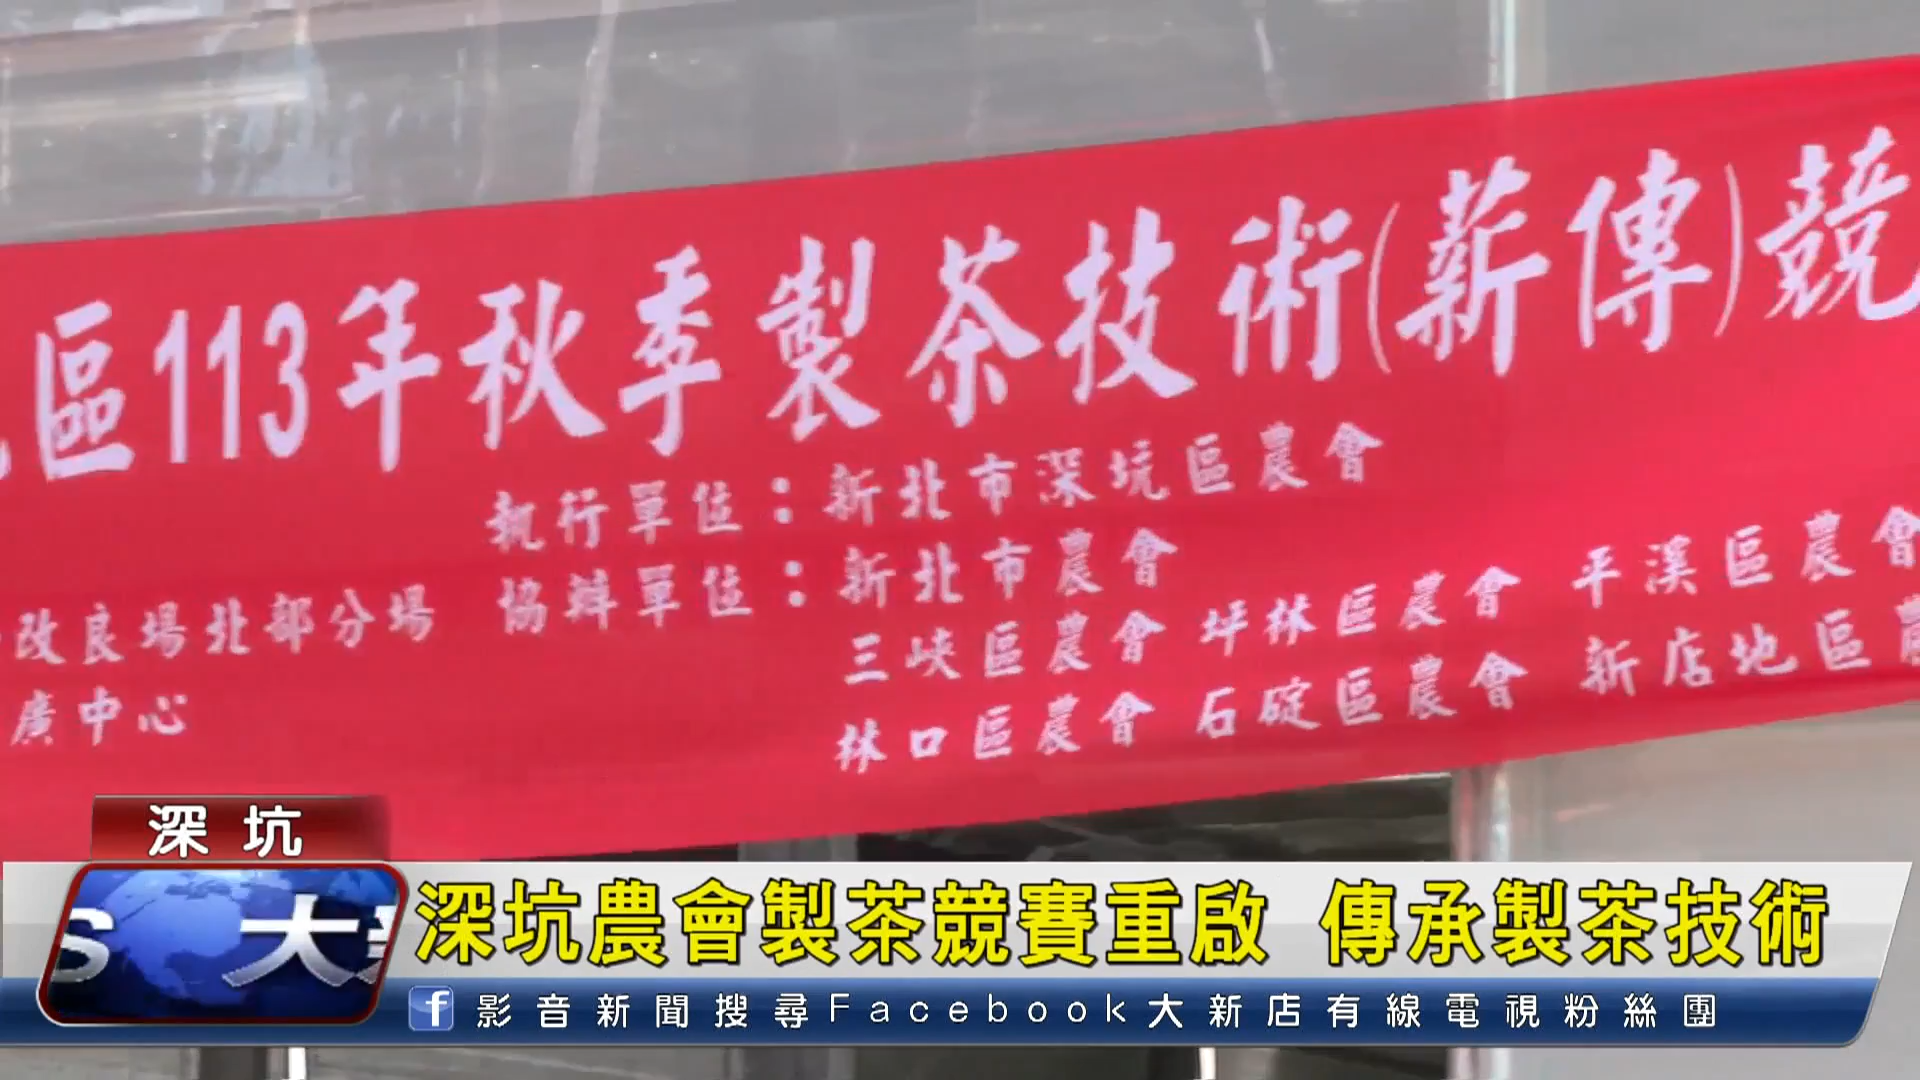 區113年秋季製茶技術(薪傳)競
執行單位：新北市深坑區農會
協辦單位：新北市農會
三峽區農會 坪林區農會 平溪區農會
林口區農會 石碇區農會 新店地區農
改良場北部分場
廣中心
深坑
S 大新
深坑農會製茶競賽重啟 傳承製茶技術
f 影音新聞搜尋Facebook大新店有線電視粉絲團